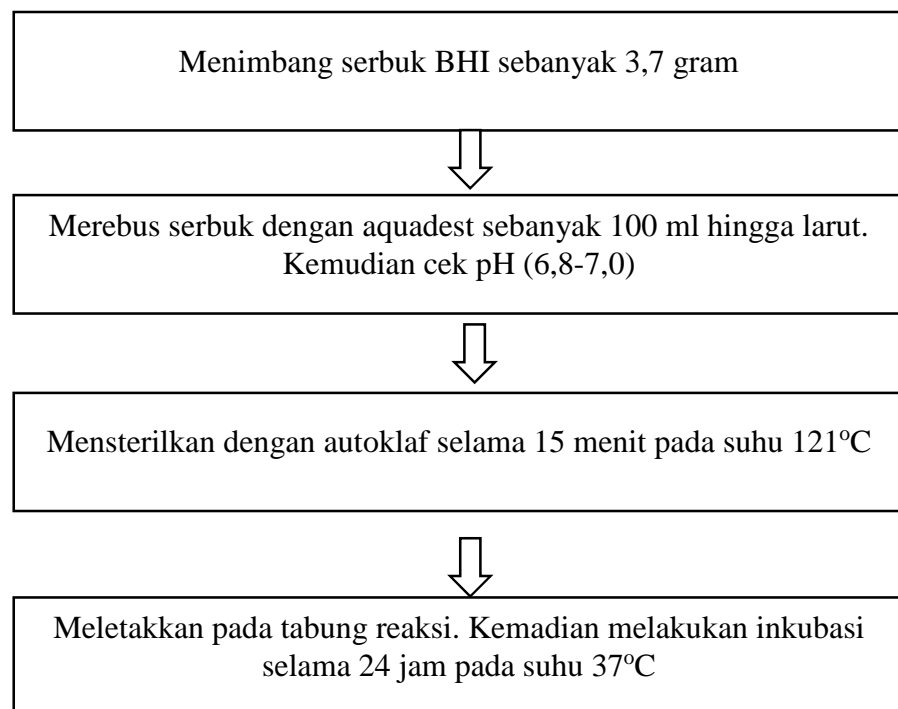 Menimbang serbuk BHI sebanyak 3,7 gram
Merebus serbuk dengan aquadest sebanyak 100 ml hingga larut.
Kemudian cek pH (6,8-7,0)
Mensterilkan dengan autoklaf selama 15 menit pada suhu 121°C
Meletakkan pada tabung reaksi. Kemadian melakukan inkubasi
selama 24 jam pada suhu 37°C